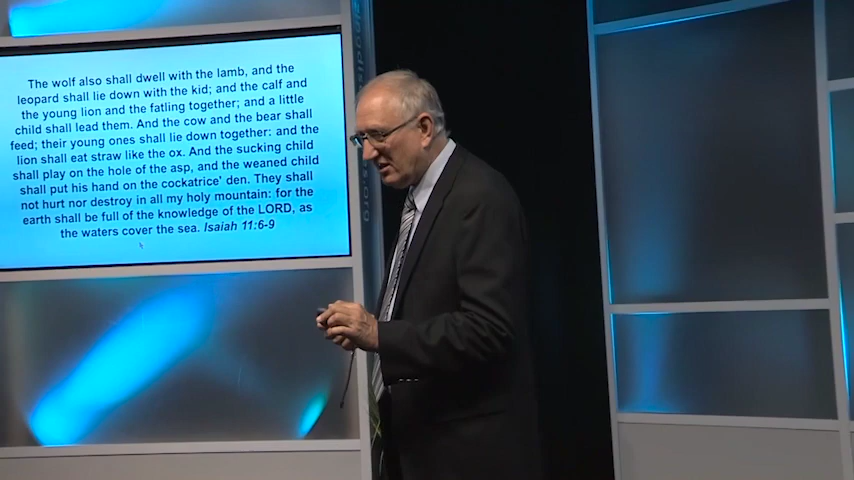 The wolf also shall dwell with the lamb, and the
leopard shall lie down with the kid; and the calf and
the young lion and the fatling together; and a little
child shall lead them. And the cow and the bear shall
feed; their young ones shall lie down together: and the
lion shall eat straw like the ox. And the sucking child
shall play on the hole of the asp, and the weaned child
shall put his hand on the cockatrice' den. They shall
not hurt nor destroy in all my holy mountain: for the
earth shall be full of the knowledge of the LORD, as
the waters cover the sea. Isaiah 11:6-9